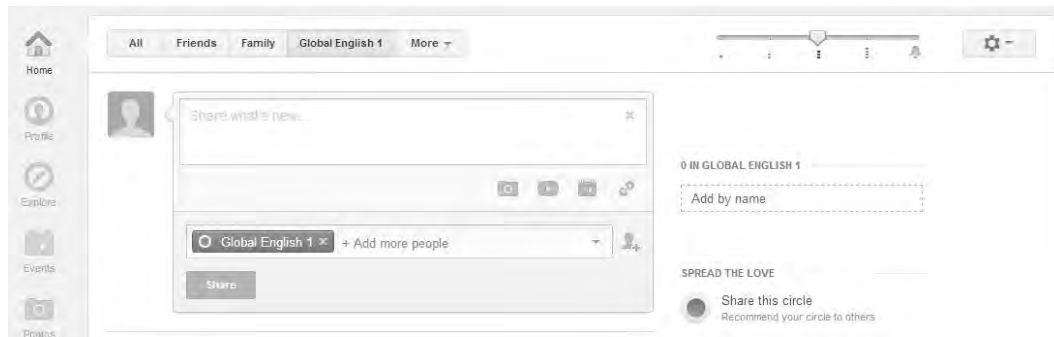 Home
Profile
Explore
Events
Photos
All Friends Family Global English 1 More
Share what's new...
Global English 1 × + Add more people
Share
0 IN GLOBAL ENGLISH 1
Add by name
SPREAD THE LOVE
Share this circle
Recommend your circle to others